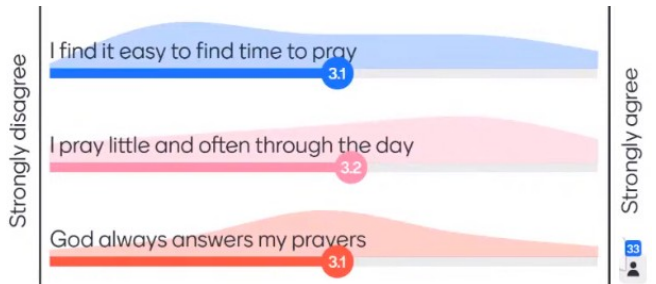 Strongly disagree
I find it easy to find time to pray
3.1
I pray little and often through the day
3.2
God always answers my prayers
3.1
Strongly agree
33